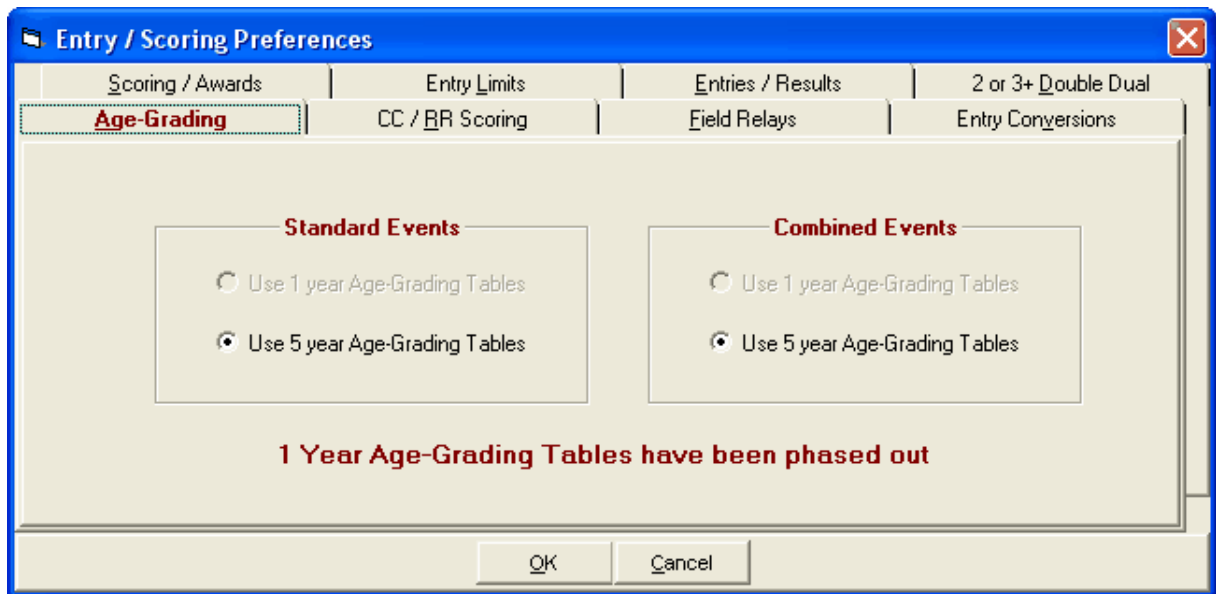 Entry / Scoring Preferences
Scoring / Awards
Entry Limits
Entries / Results
2 or 3+ Double Dual
Age-Grading
CC / RR Scoring
Field Relays
Entry Conversions
Standard Events
Use 1 year Age-Grading Tables
Use 5 year Age-Grading Tables
Combined Events
Use 1 year Age-Grading Tables
Use 5 year Age-Grading Tables
1 Year Age-Grading Tables have been phased out
OK
Cancel